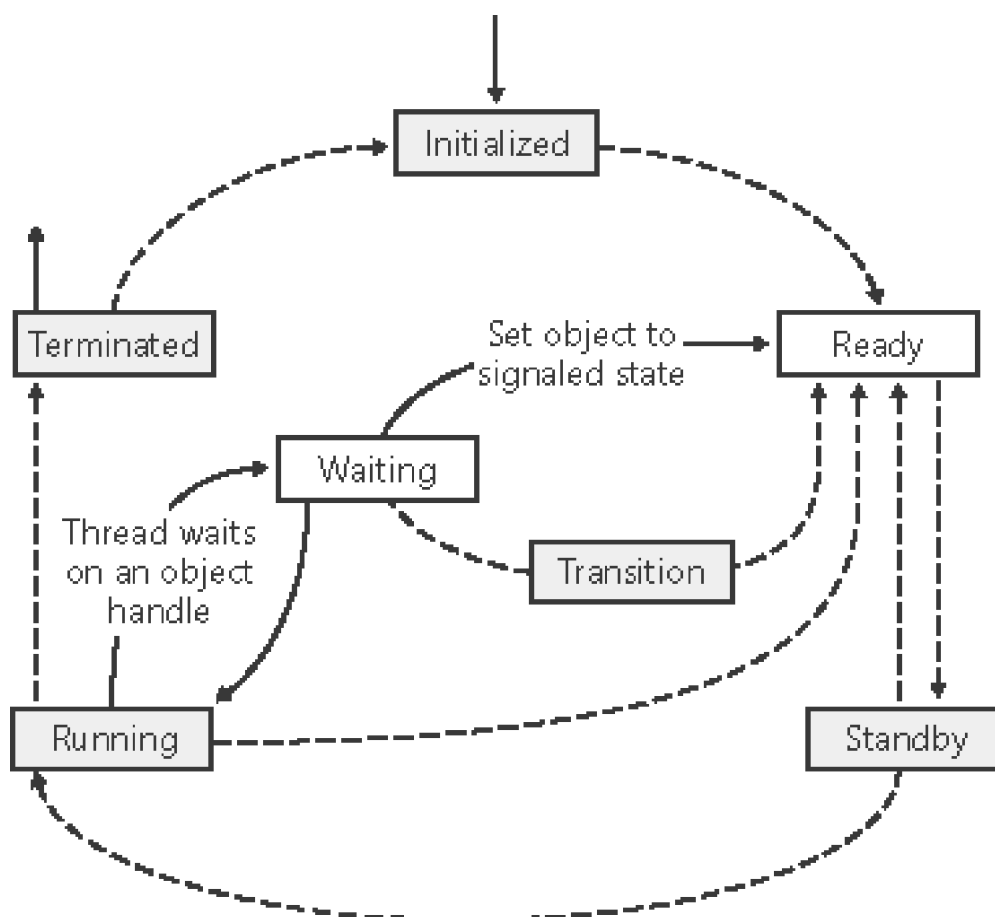 Initialized
Terminated
Set object to
signaled state
Ready
Waiting
Thread waits
on an object
handle
Transition
Running
Standby